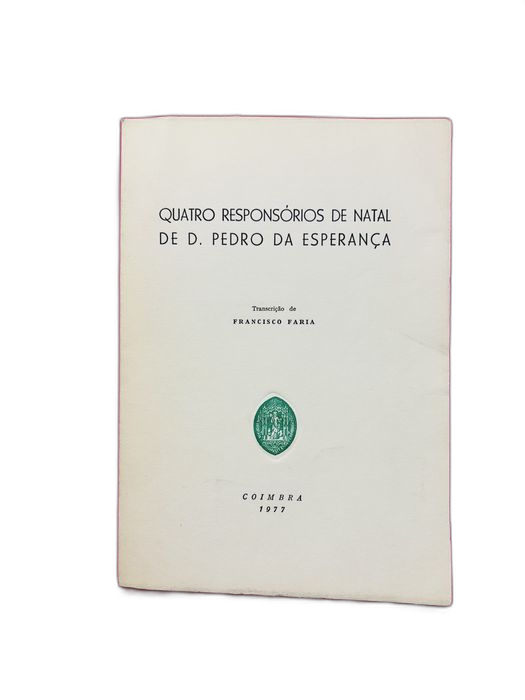 QUATRO RESPONSÓRIOS DE NATAL
DE D. PEDRO DA ESPERANÇA
Transcrição de
FRANCISCO FARIA
COIMBRA
1977